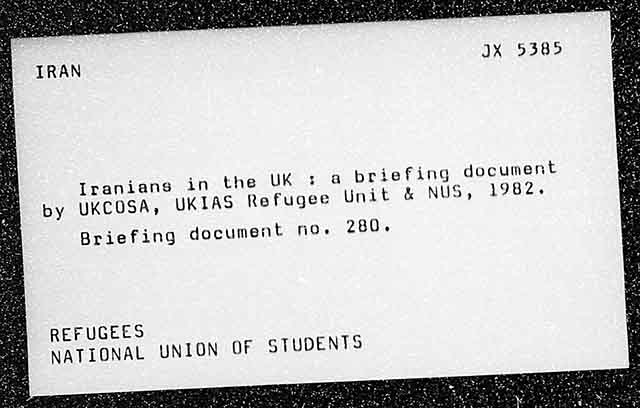 IRAN
JX 5385
Iranians in the UK : a briefing document
by UKCOSA, UKIAS Refugee Unit & NUS, 1982.
Briefing document no. 280.
REFUGEES
NATIONAL UNION OF STUDENTS